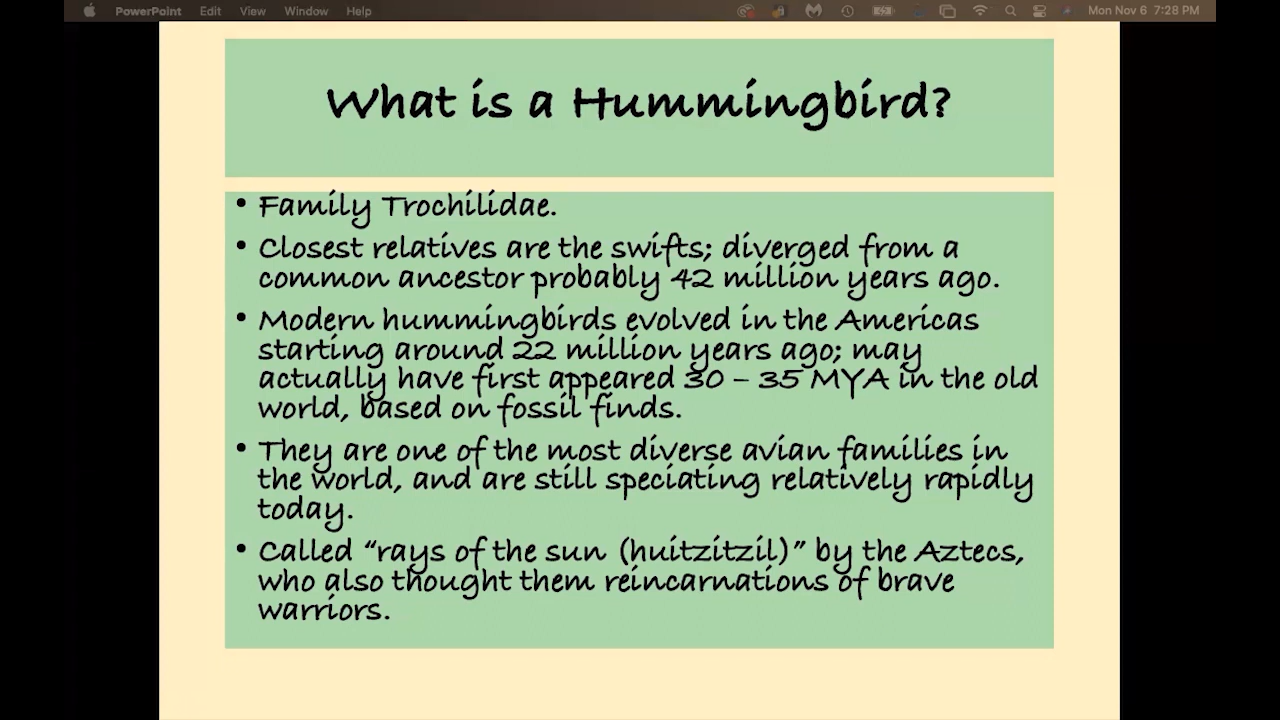 PowerPoint Edit View Window Help Mon Nov 6 7:28 PM
What is a Hummingbird?
• Family Trochilidae.
• Closest relatives are the swifts; diverged from a
common ancestor probably 42 million years ago.
• Modern hummingbirds evolved in the Americas
starting around 22 million years ago; may
actually have first appeared 30 – 35 MYA in the old
world, based on fossil finds.
• They are one of the most diverse avian families in
the world, and are still speciating relatively rapidly
today.
• Called “rays of the sun (huitzitzil)” by the Aztecs,
who also thought them reincarnations of brave
warriors.